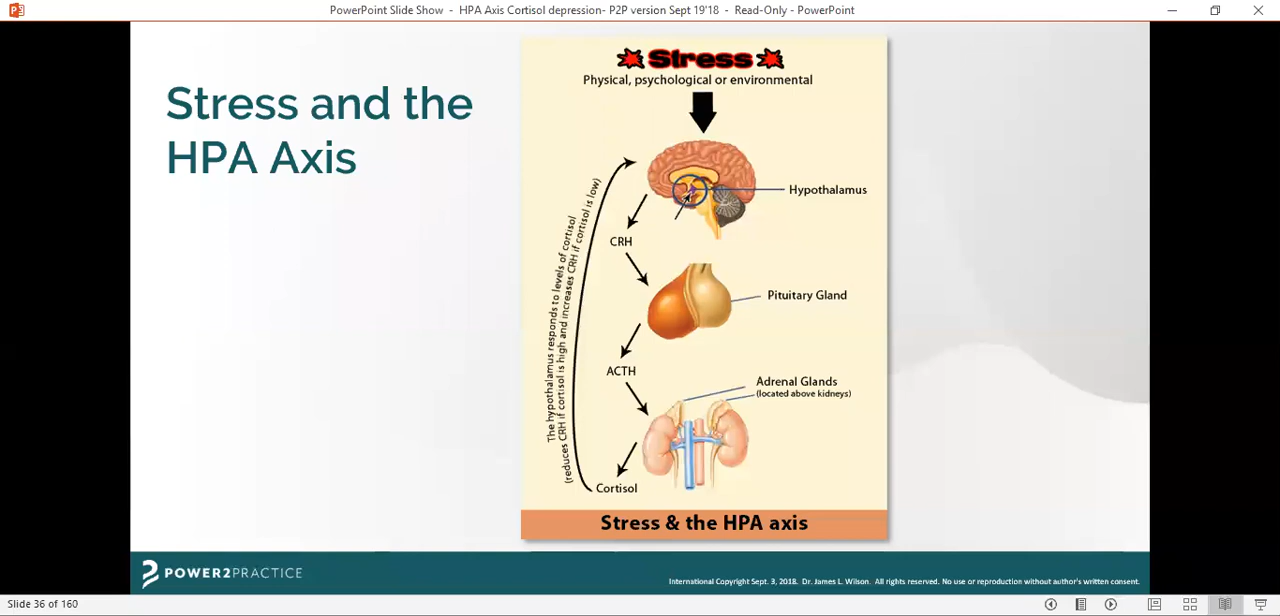 PowerPoint Slide Show - HPA Axis Cortisol depression- P2P version Sept 19'18 - Read-Only - PowerPoint
Stress and the
HPA Axis
Stress
Physical, psychological or environmental
Hypothalamus
CRH
Pituitary Gland
ACTH
Adrenal Glands
(located above kidneys)
Cortisol
The hypothalamus responds to levels of cortisol
(reduces CRH if cortisol is high and increases CRH if cortisol is low)
Stress & the HPA axis
POWER2PRACTICE
International Copyright Sept. 3, 2018. Dr. James L. Wilson. All rights reserved. No use or reproduction without author's written consent.
Slide 36 of 160